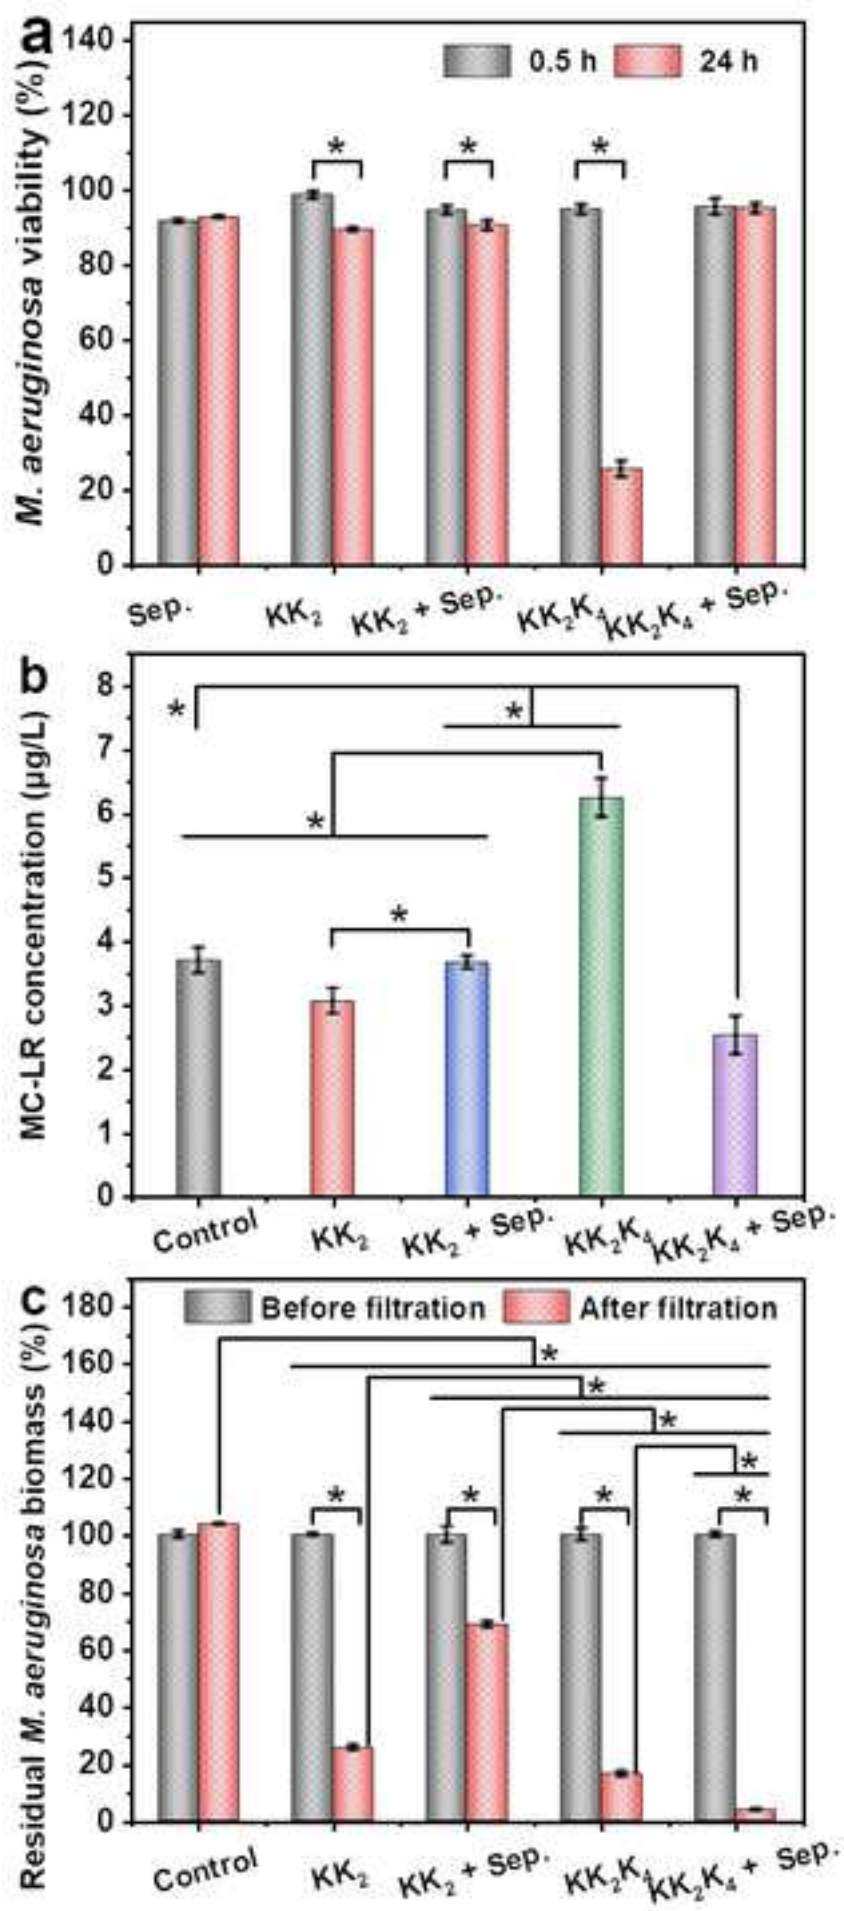 a
M. aeruginosa viability (%)
140
120
100
80
60
40
20
0
0.5 h
24 h
*
*
*
Sep.
KK₂
KK₂ + Sep.
KK₂K₄
KK₂K₄ + Sep.
b
MC-LR concentration (µg/L)
8
7
6
5
4
3
2
1
0
*
*
*
*
Control
KK₂
KK₂ + Sep.
KK₂K₄
KK₂K₄ + Sep.
c
Residual M. aeruginosa biomass (%)
180
160
140
120
100
80
60
40
20
0
Before filtration
After filtration
*
*
*
*
*
*
*
*
Control
KK₂
KK₂ + Sep.
KK₂K₄
KK₂K₄ + Sep.